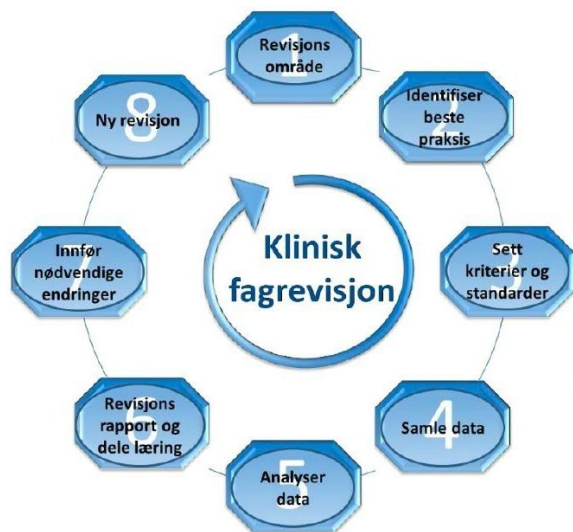 1
Revisjons
område
2
Identifiser
beste
praksis
3
Sett
kriterier og
standarder
4
Samle data
5
Analyser
data
6
Revisjons
rapport og
dele læring
7
Innfør
nødvendige
endringer
8
Ny revisjon
Klinisk
fagrevisjon